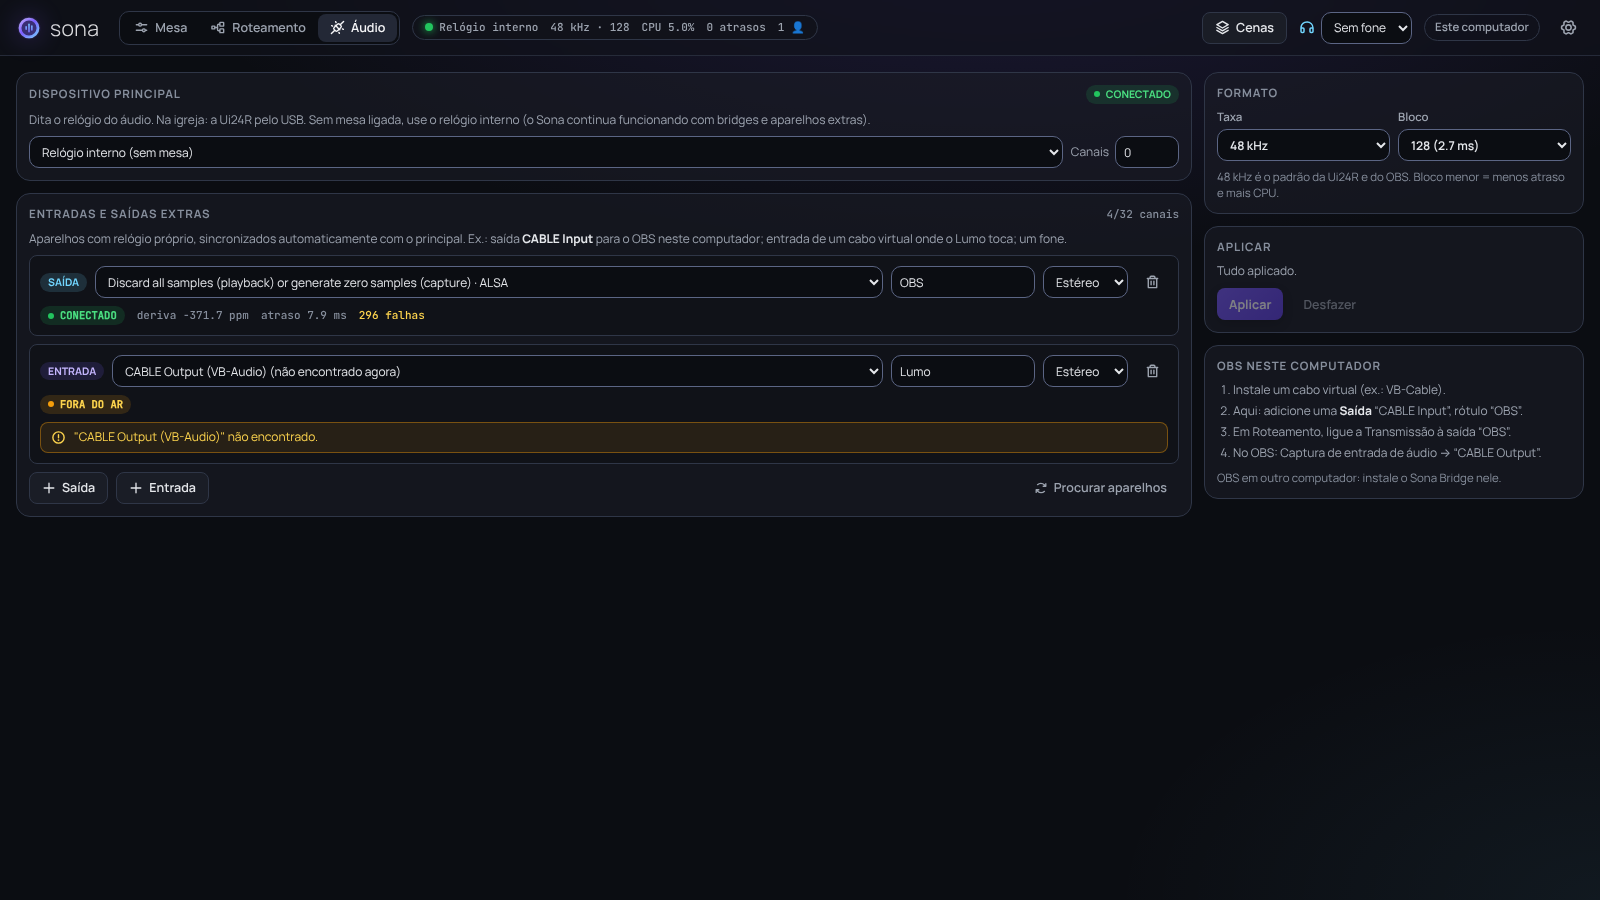 sona
Mesa
Roteamento
Áudio
Relógio interno 48 kHz · 128 CPU 5.0% 0 atrasos 1
Cenas
Sem fone
Este computador
DISPOSITIVO PRINCIPAL
CONECTADO
Dita o relógio do áudio. Na igreja: a Ui24R pelo USB. Sem mesa ligada, use o relógio interno (o Sona continua funcionando com bridges e aparelhos extras).
Relógio interno (sem mesa)
Canais
0
ENTRADAS E SAÍDAS EXTRAS
4/32 canais
Aparelhos com relógio próprio, sincronizados automaticamente com o principal. Ex.: saída CABLE Input para o OBS neste computador; entrada de um cabo virtual onde o Lumo toca; um fone.
SAÍDA
Discard all samples (playback) or generate zero samples (capture) · ALSA
OBS
Estéreo
CONECTADO deriva -371.7 ppm atraso 7.9 ms 296 falhas
ENTRADA
CABLE Output (VB-Audio) (não encontrado agora)
Lumo
Estéreo
FORA DO AR
"CABLE Output (VB-Audio)" não encontrado.
+ Saída
+ Entrada
Procurar aparelhos
FORMATO
Taxa
Bloco
48 kHz
128 (2.7 ms)
48 kHz é o padrão da Ui24R e do OBS. Bloco menor = menos atraso
e mais CPU.
APLICAR
Tudo aplicado.
Aplicar
Desfazer
OBS NESTE COMPUTADOR
1. Instale um cabo virtual (ex.: VB-Cable).
2. Aqui: adicione uma Saída “CABLE Input”, rótulo “OBS”.
3. Em Roteamento, ligue a Transmissão à saída “OBS”.
4. No OBS: Captura de entrada de áudio → “CABLE Output”.
OBS em outro computador: instale o Sona Bridge nele.